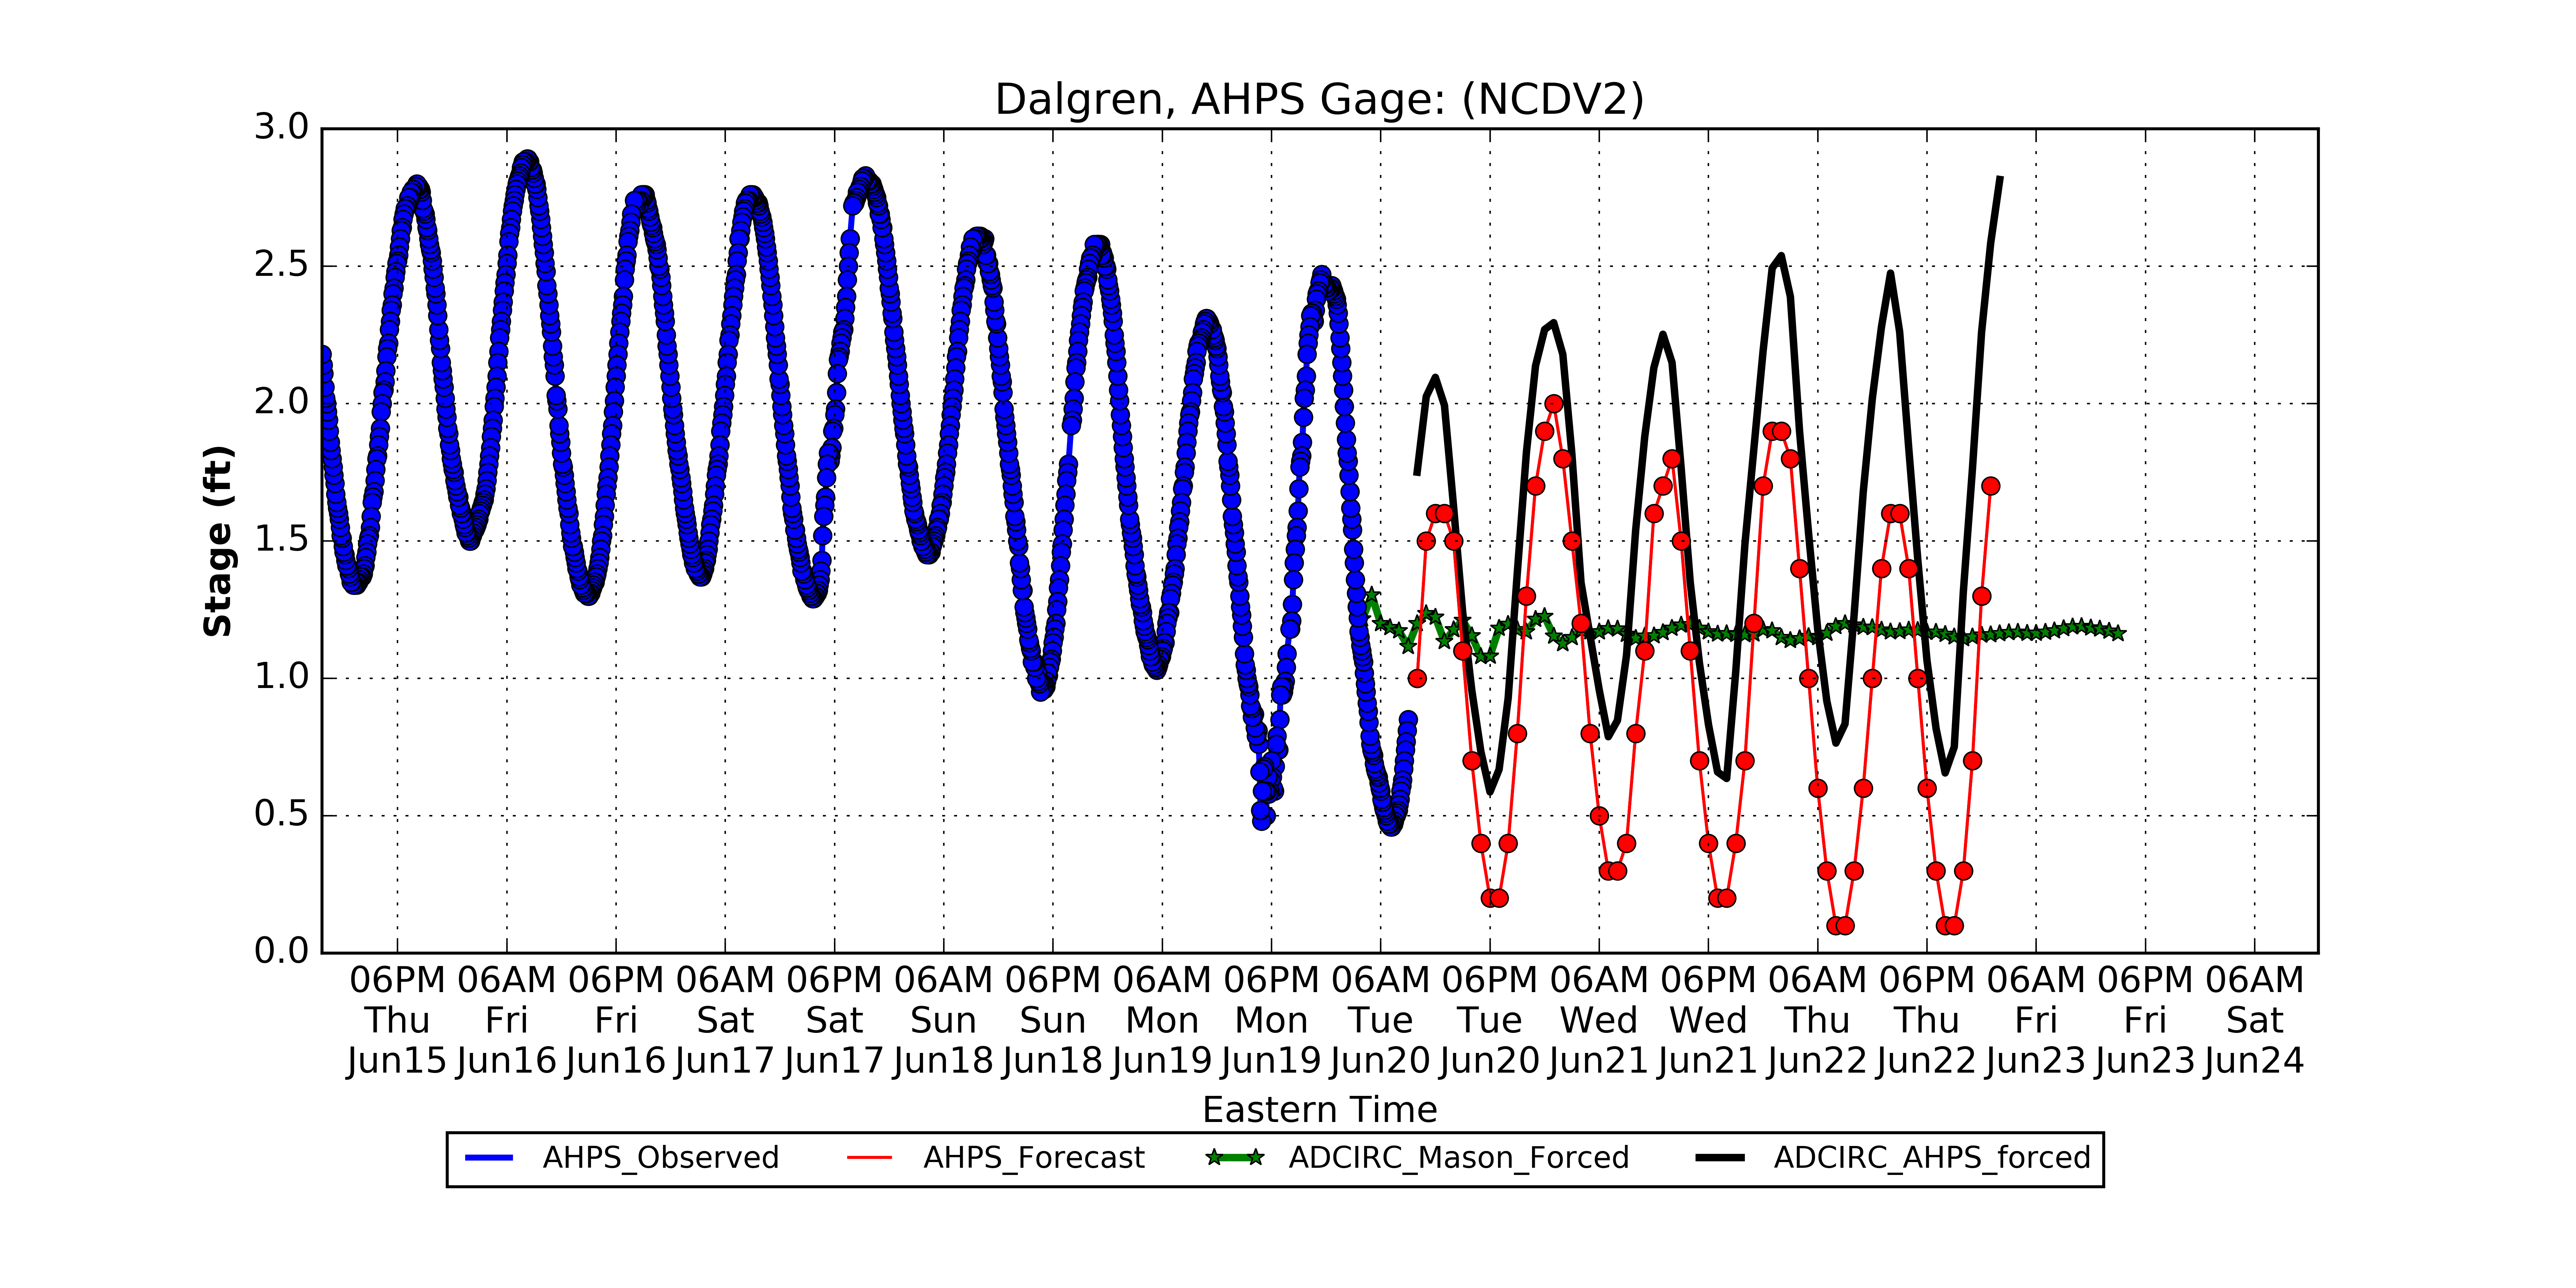 Dalgren, AHPS Gage: (NCDV2)
3.0
2.5
2.0
1.5
1.0
0.5
0.0
Stage (ft)
06PM 06AM 06PM 06AM 06PM 06AM 06PM 06AM 06PM 06AM 06PM 06AM 06PM 06AM 06PM 06AM 06PM 06AM
Thu Fri Fri Sat Sat Sun Sun Mon Mon Tue Tue Wed Wed Thu Thu Fri Fri Sat
Jun15 Jun16 Jun16 Jun17 Jun17 Jun18 Jun18 Jun19 Jun19 Jun20 Jun20 Jun21 Jun21 Jun22 Jun22 Jun23 Jun23 Jun24
Eastern Time
AHPS_Observed AHPS_Forecast ADCIRC_Mason_Forced ADCIRC_AHPS_forced